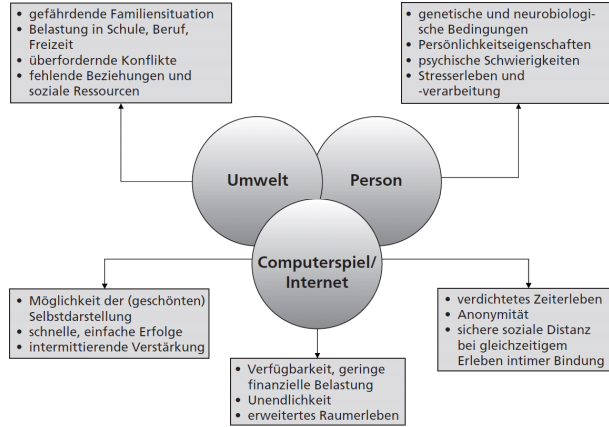 • gefährdende Familiensituation
• Belastung in Schule, Beruf,
Freizeit
• überfordernde Konflikte
• fehlende Beziehungen und
soziale Ressourcen
• genetische und neurobiologi-
sche Bedingungen
• Persönlichkeitseigenschaften
• psychische Schwierigkeiten
• Stresserleben und
-verarbeitung
Umwelt
Person
Computerspiel/
Internet
• Möglichkeit der (geschönten)
Selbstdarstellung
• schnelle, einfache Erfolge
• intermittierende Verstärkung
• Verfügbarkeit, geringe
finanzielle Belastung
• Unendlichkeit
• erweitertes Raumerleben
• verdichtetes Zeiterleben
• Anonymität
• sichere soziale Distanz
bei gleichzeitigem
Erleben intimer Bindung